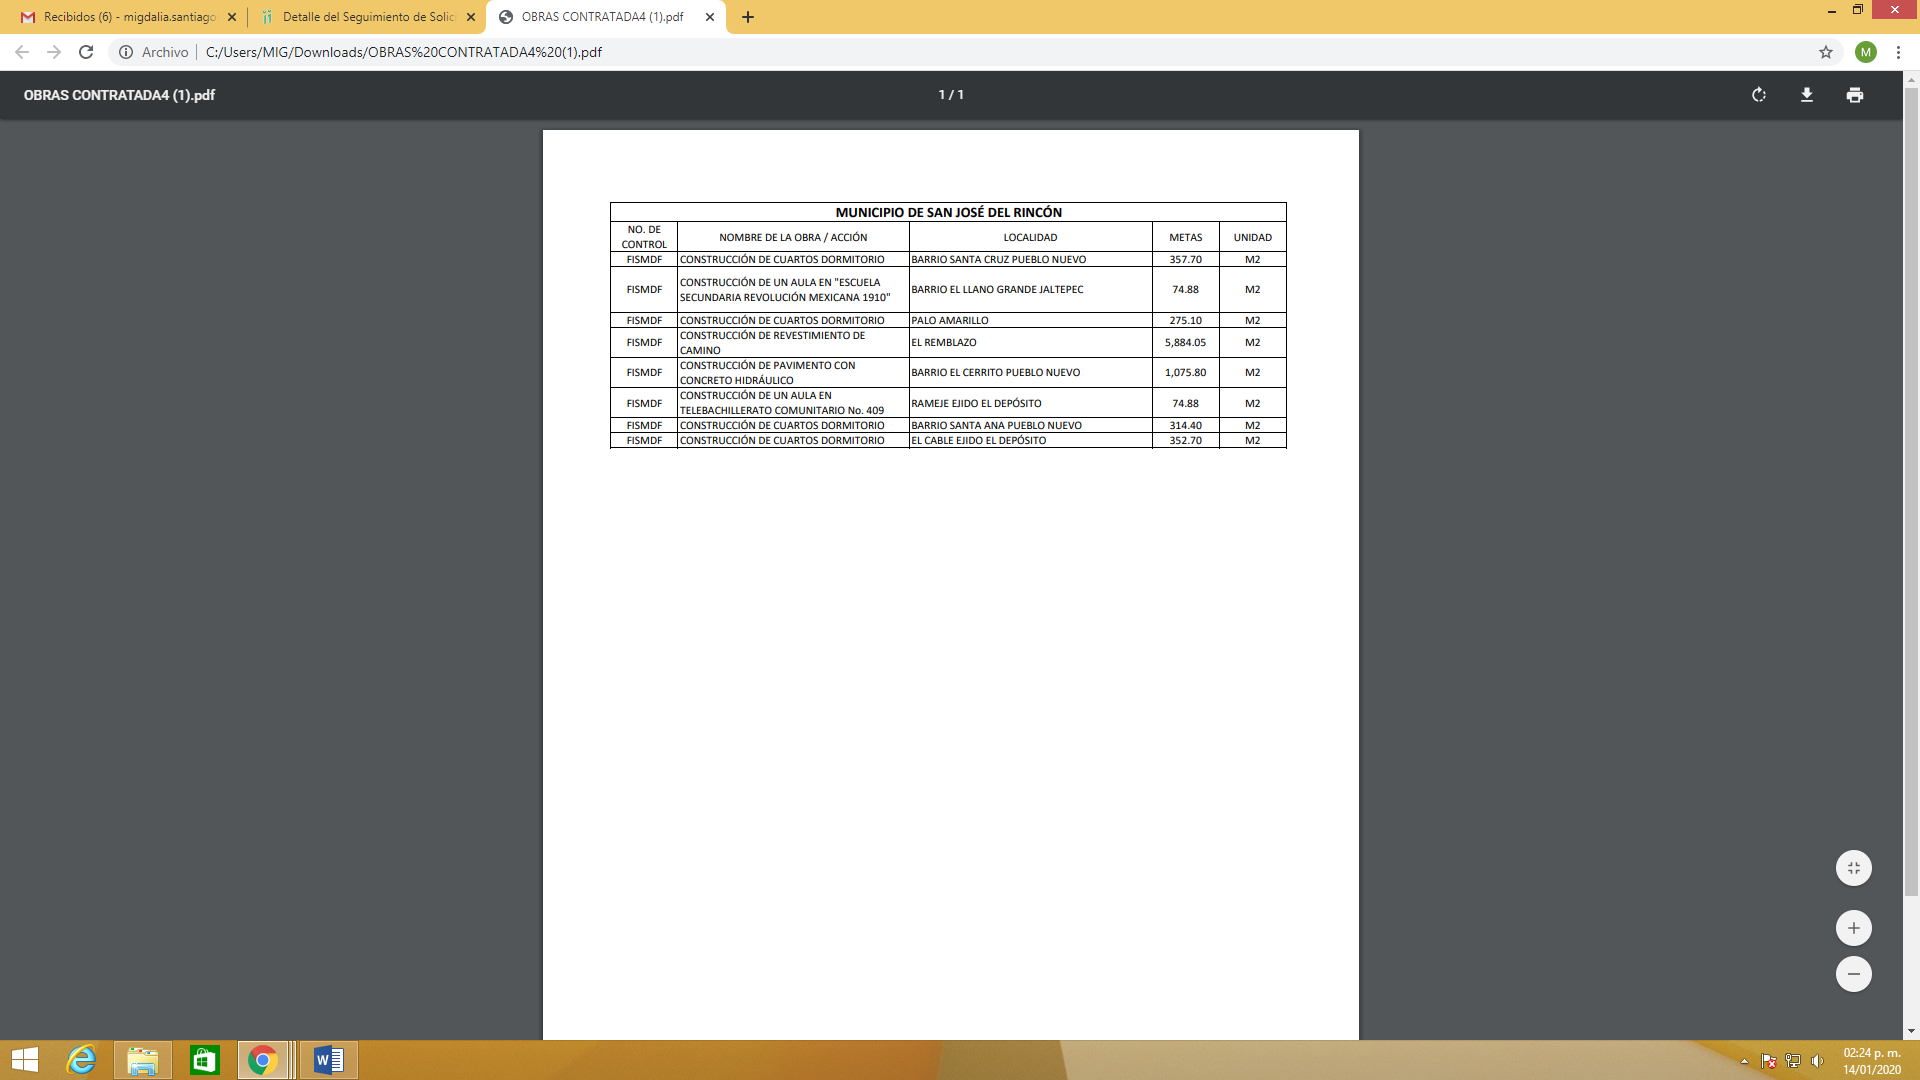 Recibidos (6) - migdalia.santiago
Detalle del Seguimiento de Solic
OBRAS CONTRATADA4 (1).pdf
Archivo
C:/Users/MIG/Downloads/OBRAS%20CONTRATADA4%20(1).pdf
M
OBRAS CONTRATADA4 (1).pdf
1 / 1
MUNICIPIO DE SAN JOSÉ DEL RINCÓN
NO. DE CONTROL NOMBRE DE LA OBRA / ACCIÓN LOCALIDAD METAS UNIDAD
FISMDF CONSTRUCCIÓN DE CUARTOS DORMITORIO BARRIO SANTA CRUZ PUEBLO NUEVO 357.70 M2
FISMDF CONSTRUCCIÓN DE UN AULA EN "ESCUELA SECUNDARIA REVOLUCIÓN MEXICANA 1910" BARRIO EL LLANO GRANDE JALTEPEC 74.88 M2
FISMDF CONSTRUCCIÓN DE CUARTOS DORMITORIO PALO AMARILLO 275.10 M2
FISMDF CONSTRUCCIÓN DE REVESTIMIENTO DE CAMINO EL REMBLAZO 5,884.05 M2
FISMDF CONSTRUCCIÓN DE PAVIMENTO CON CONCRETO HIDRÁULICO BARRIO EL CERRITO PUEBLO NUEVO 1,075.80 M2
FISMDF CONSTRUCCIÓN DE UN AULA EN TELEBACHILLERATO COMUNITARIO No. 409 RAMEJE EJIDO EL DEPÓSITO 74.88 M2
FISMDF CONSTRUCCIÓN DE CUARTOS DORMITORIO BARRIO SANTA ANA PUEBLO NUEVO 314.40 M2
FISMDF CONSTRUCCIÓN DE CUARTOS DORMITORIO EL CABLE EJIDO EL DEPÓSITO 352.70 M2
02:24 p. m.
14/01/2020